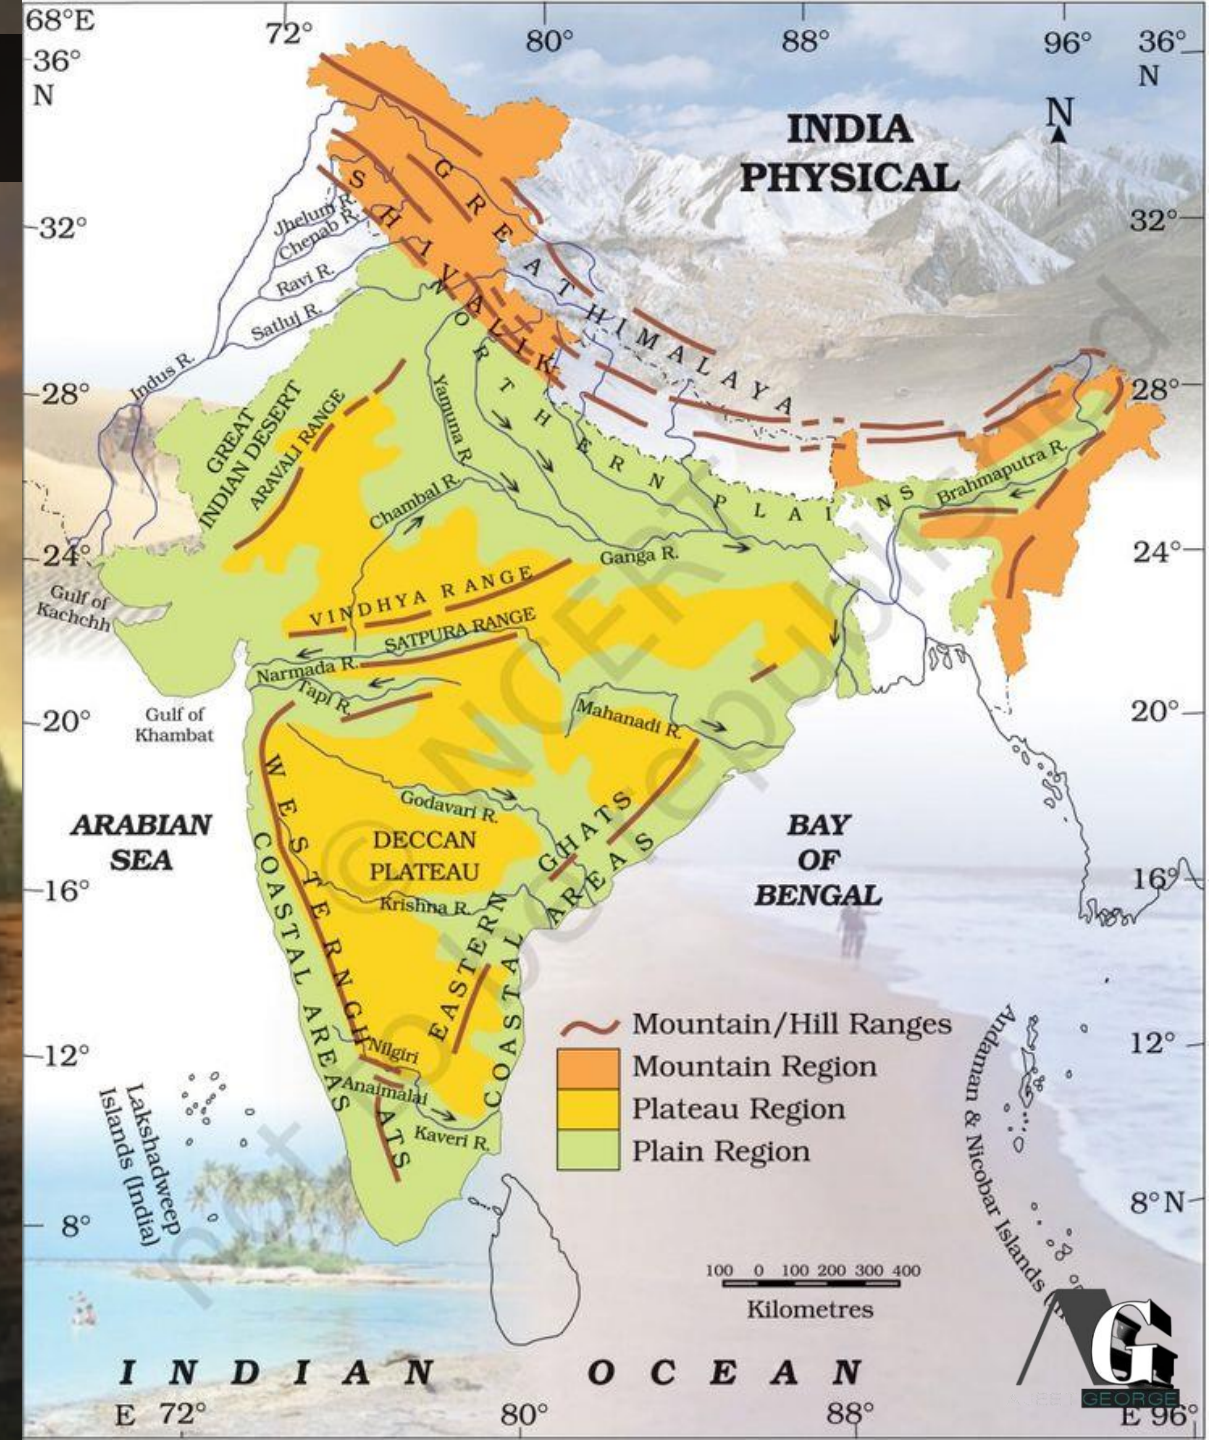 68°E
72°
80°
88°
96°
36°
N
36°
N
INDIA
PHYSICAL
N
32°
32°
28°
28°
24°
24°
20°
20°
16°
16°
12°
12°
8°
8° N
Jhelum R.
Chenab R.
Ravi R.
Satluj R.
Indus R.
SHIVALIK
GREAT HIMALAYA
NORTHERN PLAINS
GREAT
INDIAN DESERT
ARAVALI RANGE
Yamuna R.
Chambal R.
Ganga R.
Brahmaputra R.
Gulf of
Kachchh
VINDHYA RANGE
SATPURA RANGE
Narmada R.
Tapi R.
Gulf of
Khambat
Mahanadi R.
Godavari R.
DECCAN
PLATEAU
Krishna R.
WESTERN GHATS
COASTAL AREAS
EASTERN GHATS
COASTAL AREAS
Nilgiri
Anaimalai
Kaveri R.
ARABIAN
SEA
BAY
OF
BENGAL
Lakshadweep
Islands (India)
Andaman & Nicobar Islands
Mountain/Hill Ranges
Mountain Region
Plateau Region
Plain Region
100 0 100 200 300 400
Kilometres
INDIAN OCEAN
E 72°
80°
88°
E 96°
© NCERT
not to be republished
G
GEORGE